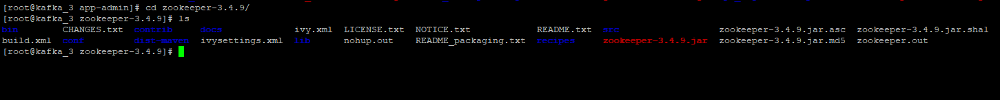 [root@kafka_3 app-admin]# cd zookeeper-3.4.9/
[root@kafka_3 zookeeper-3.4.9]# ls
bin CHANGES.txt contrib docs ivy.xml LICENSE.txt NOTICE.txt README.txt src zookeeper-3.4.9.jar.asc zookeeper-3.4.9.jar.sha1
build.xml conf dist-maven ivysettings.xml lib nohup.out README_packaging.txt recipes zookeeper-3.4.9.jar zookeeper-3.4.9.jar.md5 zookeeper.out
[root@kafka_3 zookeeper-3.4.9]#